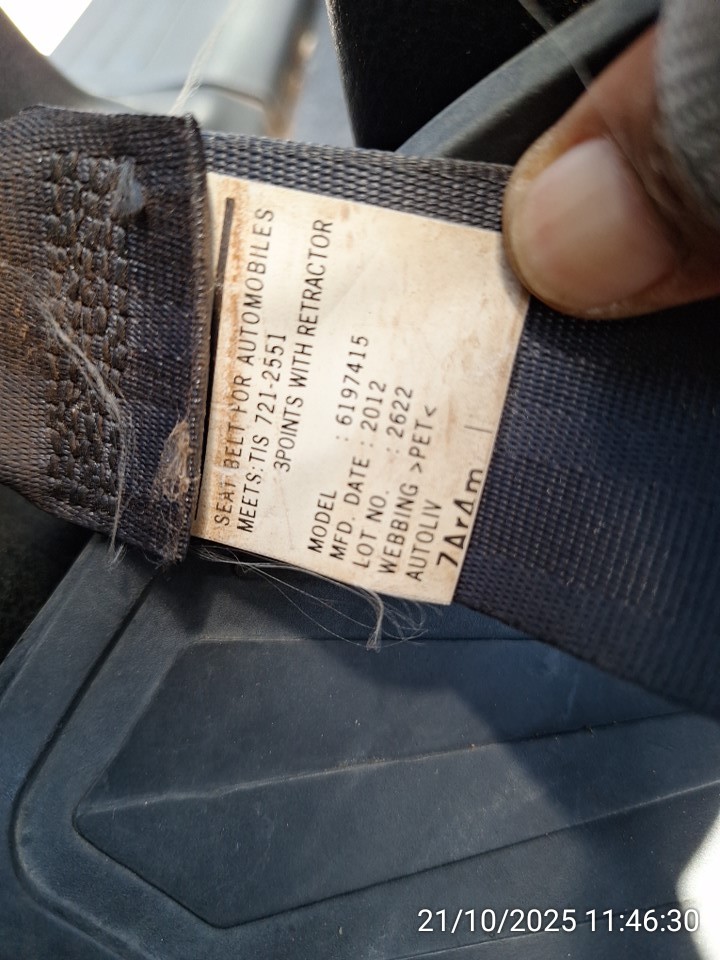 SEAT BELT FOR AUTOMOBILES
MEETS:TIS 721-2551
3POINTS WITH RETRACTOR
MODEL : 6197415
MFD. DATE : 2012
LOT NO. : 2622
WEBBING >PET<
AUTOLIV
7Ar4m
21/10/2025 11:46:30